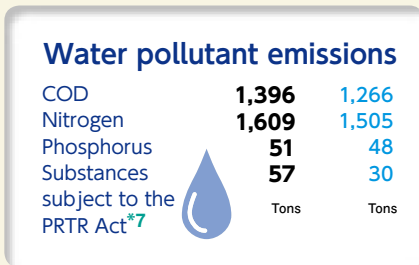 Water pollutant emissions
COD 1,396 1,266
Nitrogen 1,609 1,505
Phosphorus 51 48
Substances 57 30
subject to the Tons Tons
PRTR Act*7